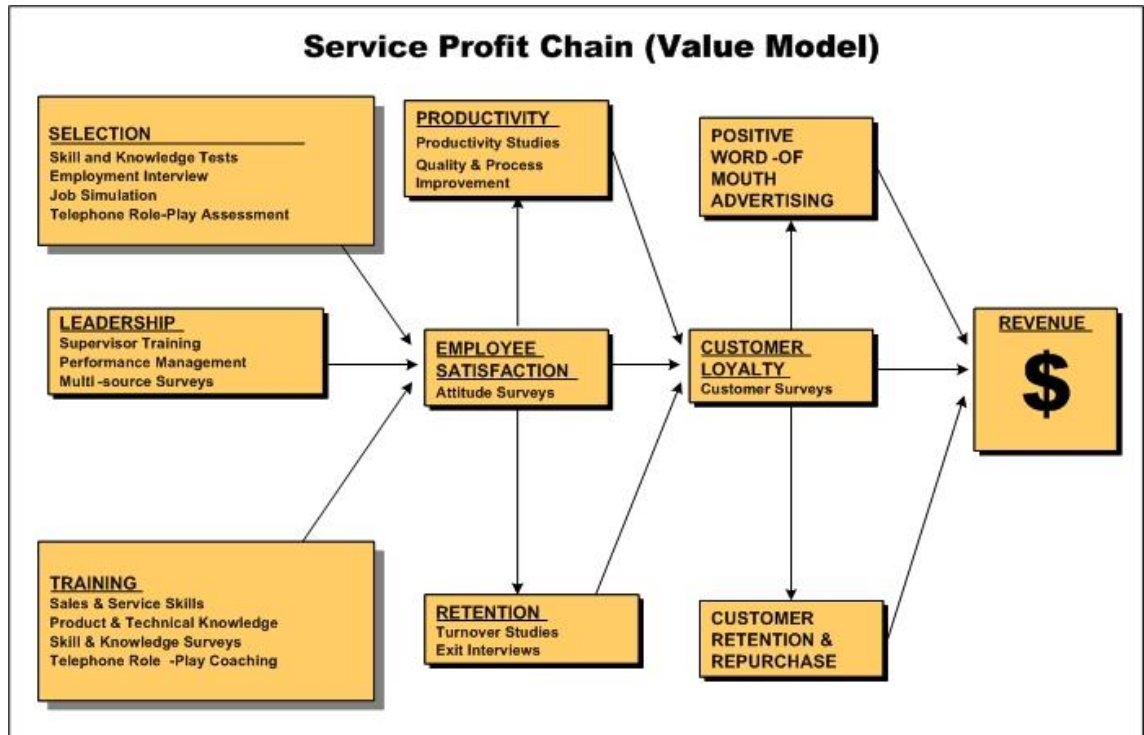 Service Profit Chain (Value Model)
SELECTION
Skill and Knowledge Tests
Employment Interview
Job Simulation
Telephone Role-Play Assessment
LEADERSHIP
Supervisor Training
Performance Management
Multi -source Surveys
TRAINING
Sales & Service Skills
Product & Technical Knowledge
Skill & Knowledge Surveys
Telephone Role -Play Coaching
PRODUCTIVITY
Productivity Studies
Quality & Process
Improvement
EMPLOYEE
SATISFACTION
Attitude Surveys
RETENTION
Turnover Studies
Exit Interviews
POSITIVE
WORD -OF
MOUTH
ADVERTISING
CUSTOMER
LOYALTY
Customer Surveys
CUSTOMER
RETENTION &
REPURCHASE
REVENUE
$